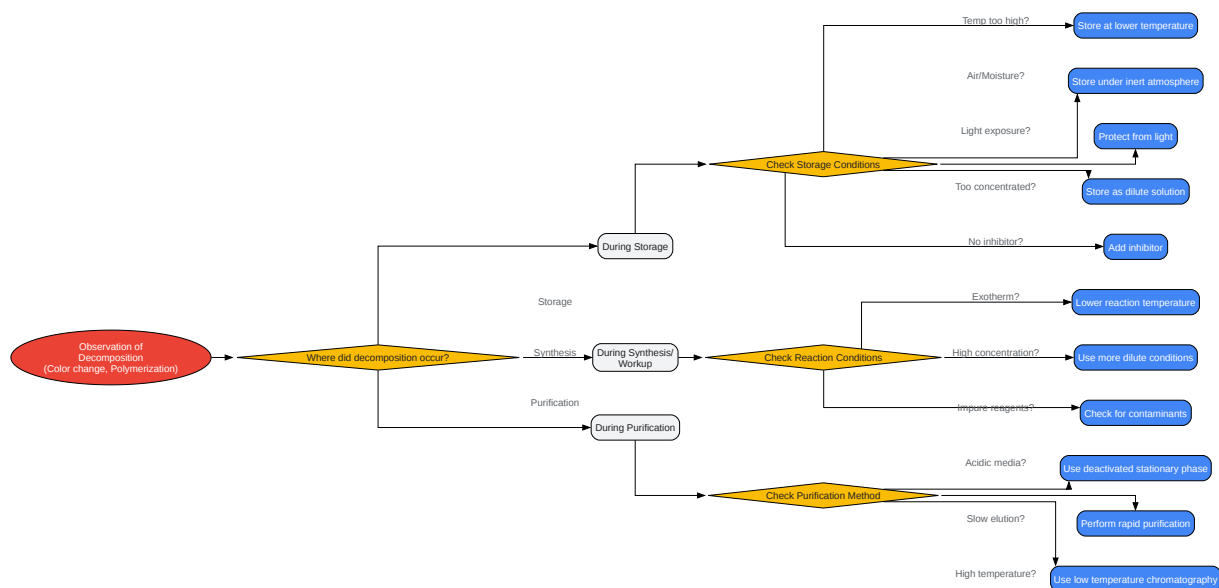 Temp too high?
Store at lower temperature
Air/Moisture?
Store under inert atmosphere
Light exposure?
Protect from light
Check Storage Conditions
Too concentrated?
Store as dilute solution
During Storage
No inhibitor?
Add inhibitor
Storage
Exotherm?
Lower reaction temperature
Observation of
Decomposition
(Color change, Polymerization)
Where did decomposition occur?
Synthesis
During Synthesis/
Workup
Check Reaction Conditions
High concentration?
Use more dilute conditions
Purification
Impure reagents?
Check for contaminants
During Purification
Acidic media?
Use deactivated stationary phase
Check Purification Method
Slow elution?
Perform rapid purification
High temperature?
Use low temperature chromatography